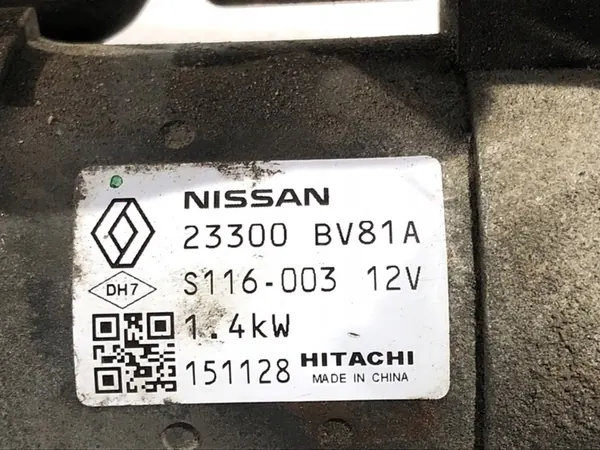 NISSAN
23300 BV81A
DH7
S116-003 12V
1.4kW
151128 HITACHI
MADE IN CHINA